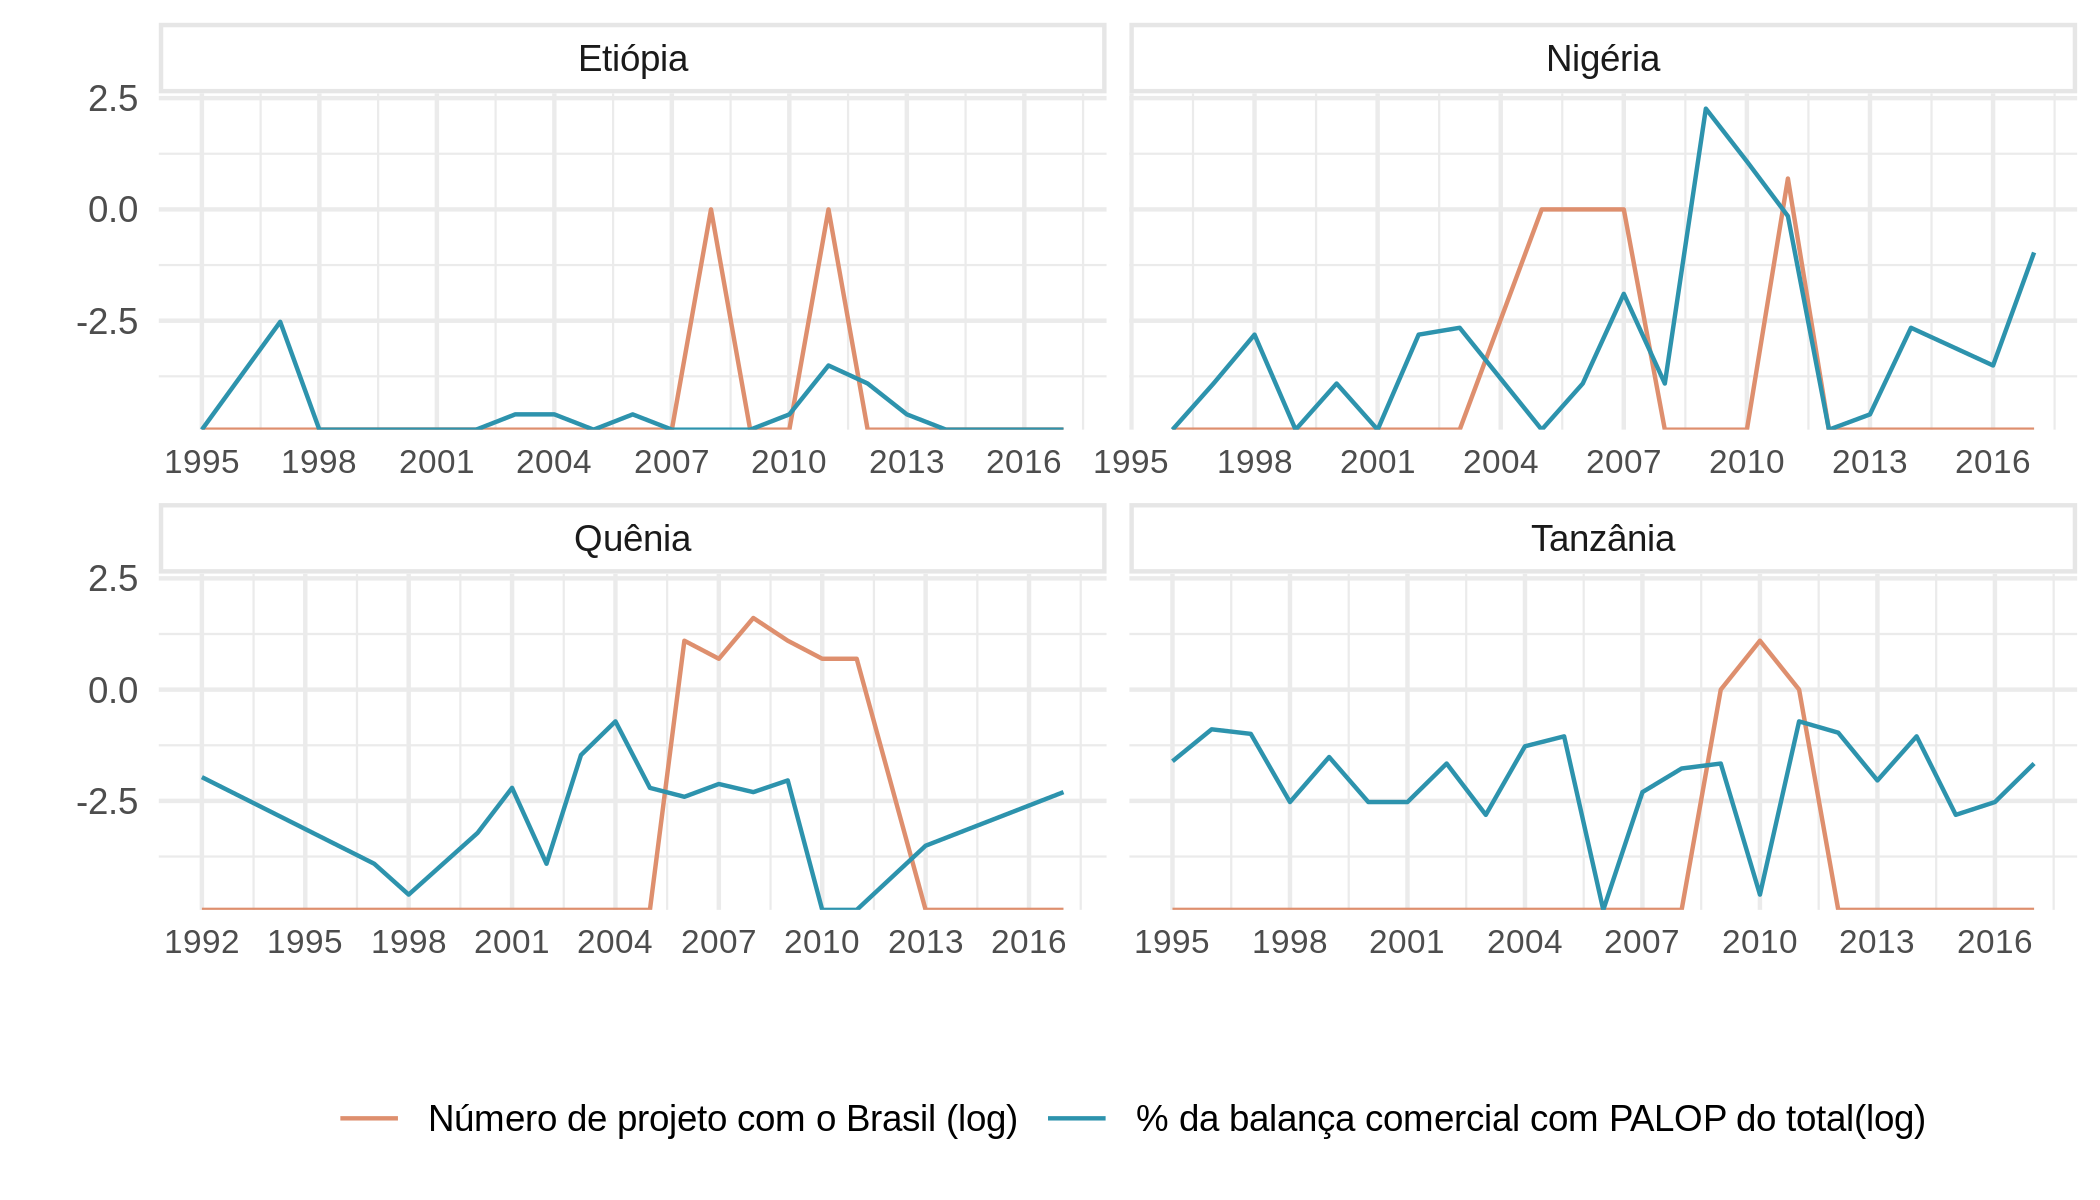 Etiópia Nigéria
2.5
0.0
-2.5
1995 1998 2001 2004 2007 2010 2013 2016 1995 1998 2001 2004 2007 2010 2013 2016
Quênia Tanzânia
2.5
0.0
-2.5
1992 1995 1998 2001 2004 2007 2010 2013 2016 1995 1998 2001 2004 2007 2010 2013 2016
Número de projeto com o Brasil (log) % da balança comercial com PALOP do total(log)